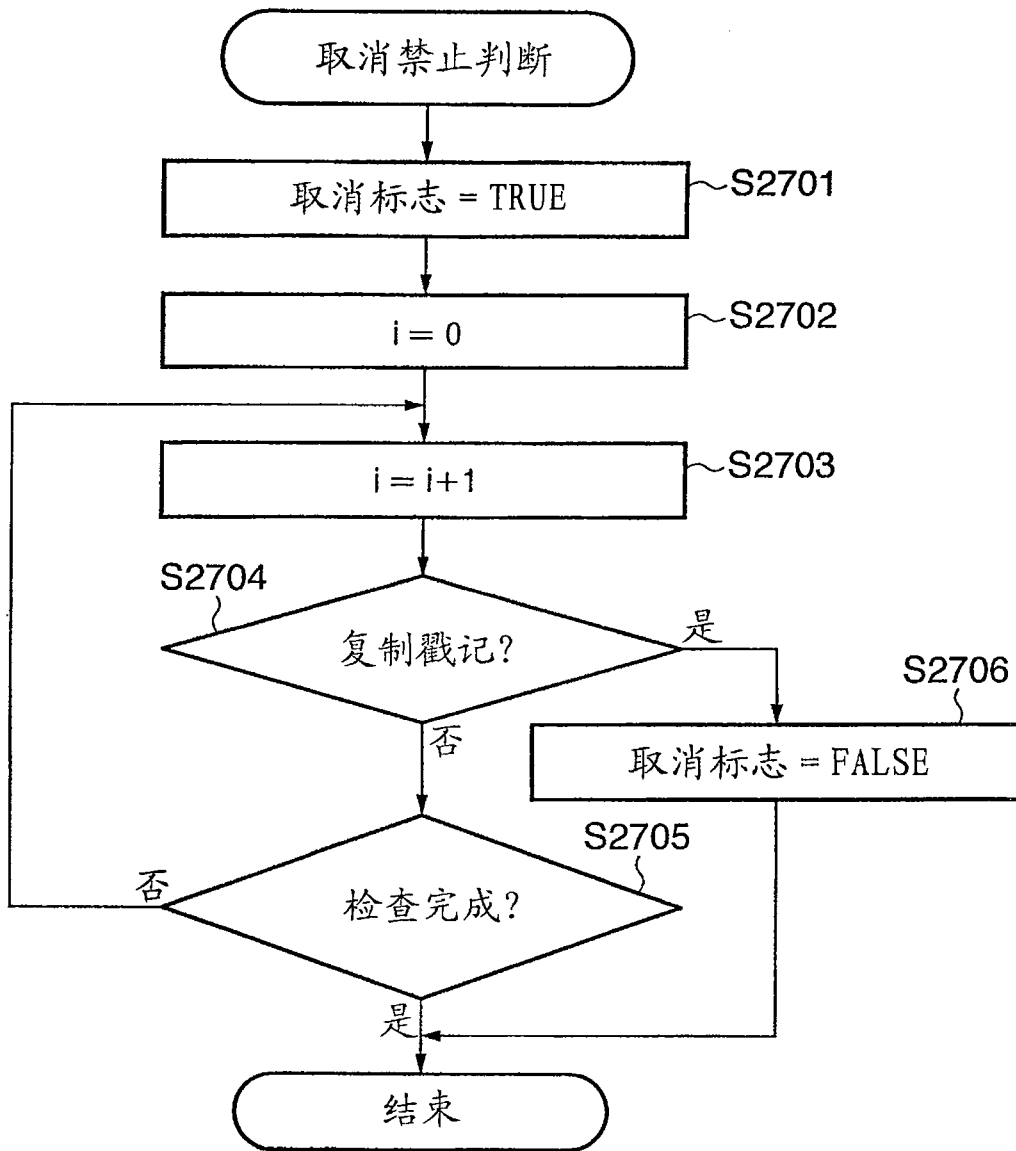 取消禁止判断
取消标志 = TRUE
S2701
i = 0
S2702
i = i+1
S2703
S2704
复制戳记?
是
S2706
否
取消标志 = FALSE
S2705
否
检查完成?
是
结束